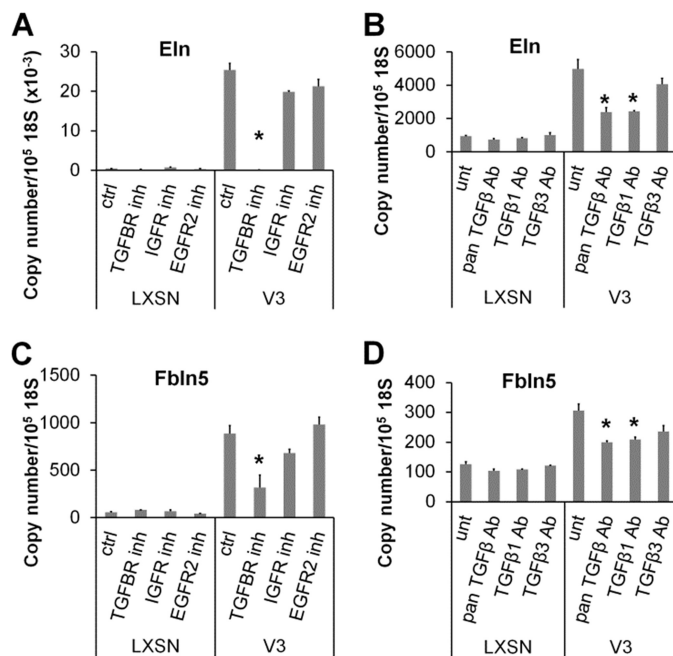 A
Eln
Copy number/10⁵ 18S (x10⁻³)
30
20
10
0
ctrl
TGFBR inh
IGFR inh
EGFR2 inh
ctrl
TGFBR inh
IGFR inh
EGFR2 inh
*
LXSN
V3
B
Eln
Copy number/10⁵ 18S
6000
4000
2000
0
unt
pan TGFβ Ab
TGFβ1 Ab
TGFβ3 Ab
unt
pan TGFβ Ab
TGFβ1 Ab
TGFβ3 Ab
* *
LXSN
V3
C
Fbln5
Copy number/10⁵ 18S
1500
1000
500
0
ctrl
TGFBR inh
IGFR inh
EGFR2 inh
ctrl
TGFBR inh
IGFR inh
EGFR2 inh
*
LXSN
V3
D
Fbln5
Copy number/10⁵ 18S
400
300
200
100
0
unt
pan TGFβ Ab
TGFβ1 Ab
TGFβ3 Ab
unt
pan TGFβ Ab
TGFβ1 Ab
TGFβ3 Ab
* *
LXSN
V3